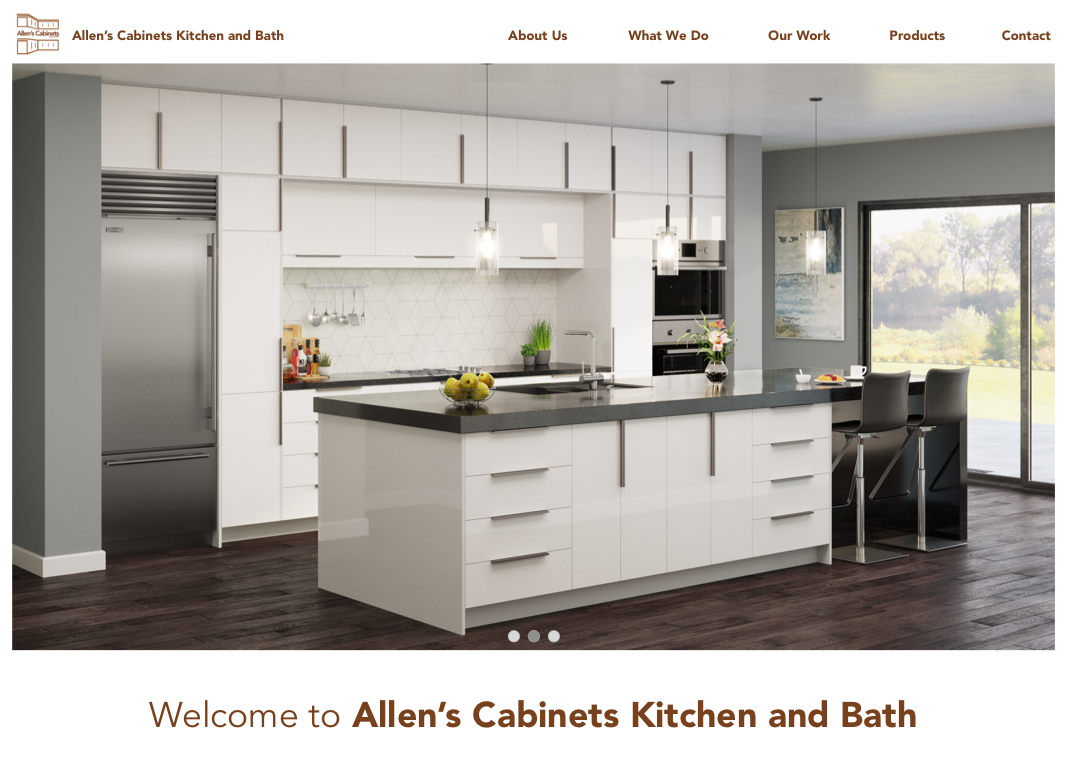 Allen's Cabinets
Allen's Cabinets Kitchen and Bath
About Us
What We Do
Our Work
Products
Contact
Welcome to Allen's Cabinets Kitchen and Bath